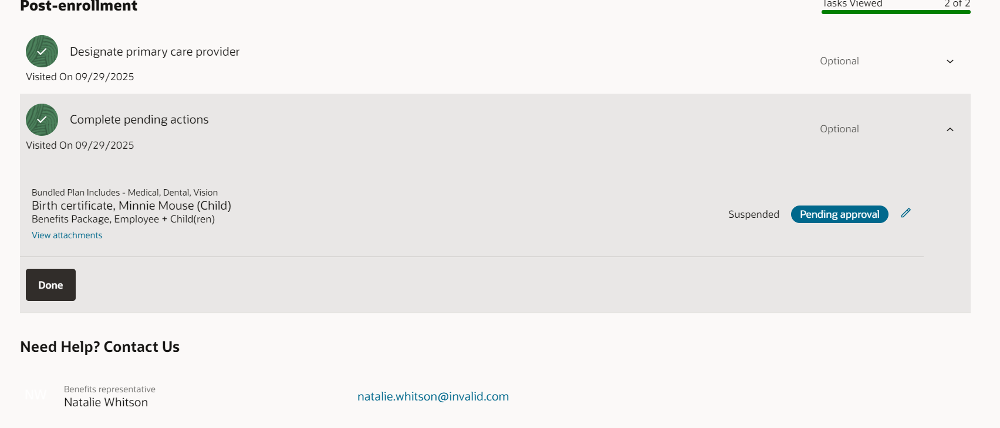 Post-enrollment
Tasks Viewed 2 of 2
Designate primary care provider
Optional
Visited On 09/29/2025
Complete pending actions
Optional
Visited On 09/29/2025
Bundled Plan Includes - Medical, Dental, Vision
Birth certificate, Minnie Mouse (Child)
Benefits Package, Employee + Child(ren)
Suspended Pending approval
View attachments
Done
Need Help? Contact Us
NW
Benefits representative
Natalie Whitson
natalie.whitson@invalid.com